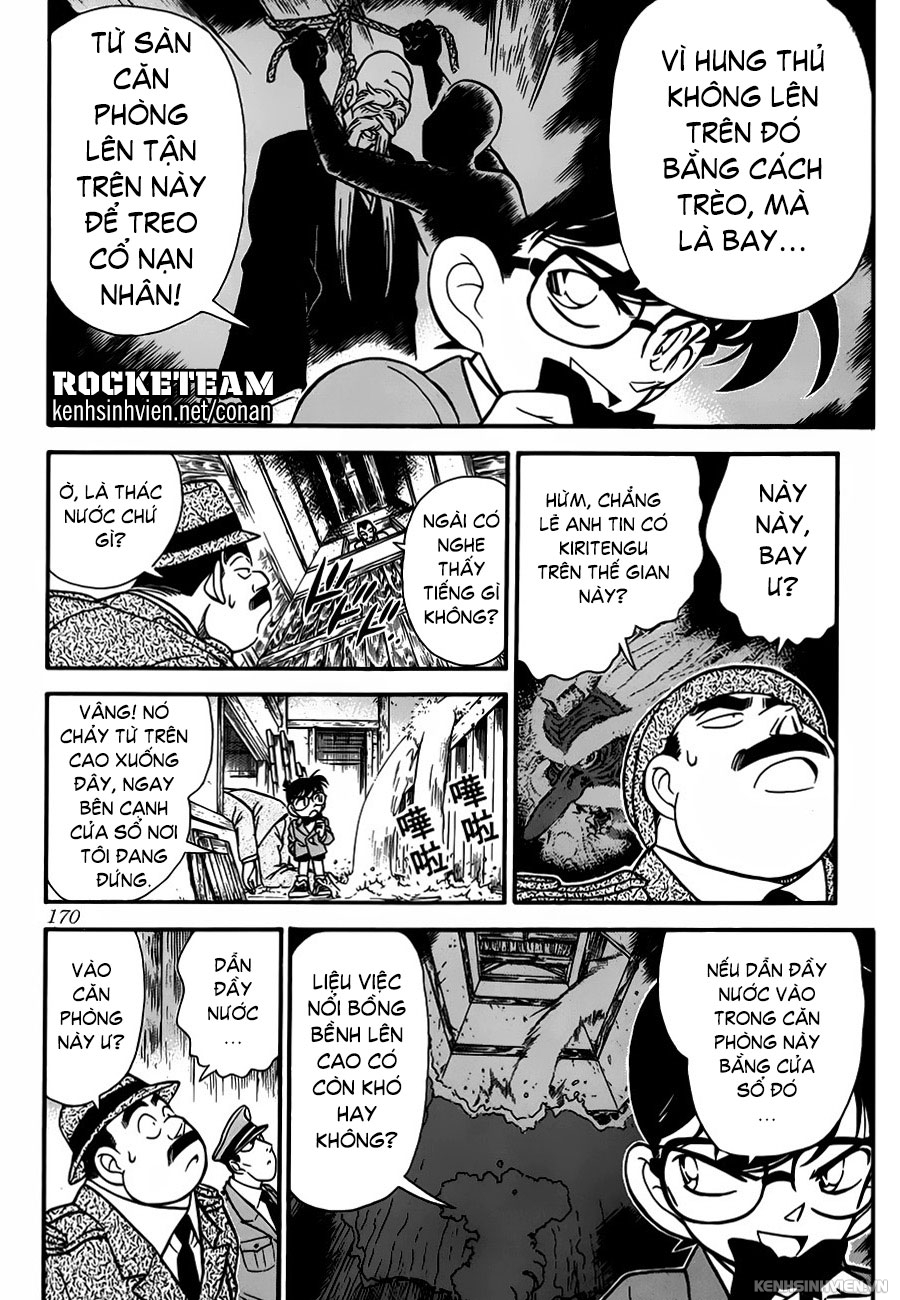 VÌ HUNG THỦ
KHÔNG LÊN
TRÊN ĐÓ
BẰNG CÁCH
TRÈO, MÀ
LÀ BAY...
TỪ SÀN
CĂN
PHÒNG
LÊN TẬN
TRÊN NÀY
ĐỂ TREO
CỔ NẠN
NHÂN!
ROCKETEAM
kenhsinhvien.net/conan
NÀY
NÀY,
BAY
Ư?
HỪM, CHẲNG
LẼ ANH TIN CÓ
KIRITENGU
TRÊN THẾ GIAN
NÀY?
NGÀI CÓ
NGHE
THẤY
TIẾNG GÌ
KHÔNG?
Ờ, LÀ THÁC
NƯỚC CHỨ
GÌ?
VÂNG! NÓ
CHẢY TỪ TRÊN
CAO XUỐNG
ĐÂY, NGAY
BÊN CẠNH
CỬA SỔ NƠI
TÔI ĐANG
ĐỨNG.
嘩啦
嘩啦
170
NẾU DẪN ĐẦY
NƯỚC VÀO
TRONG CĂN
PHÒNG NÀY
BẰNG CỬA
SỔ ĐÓ
...
LIỆU VIỆC
NỔI BỒNG
BỀNH LÊN
CAO CÓ
CÒN KHÓ
HAY
KHÔNG?
DẪN
ĐẦY
NƯỚC
...
VÀO
CĂN
PHÒNG
NÀY Ư?
KENHSINHVIEN.VN